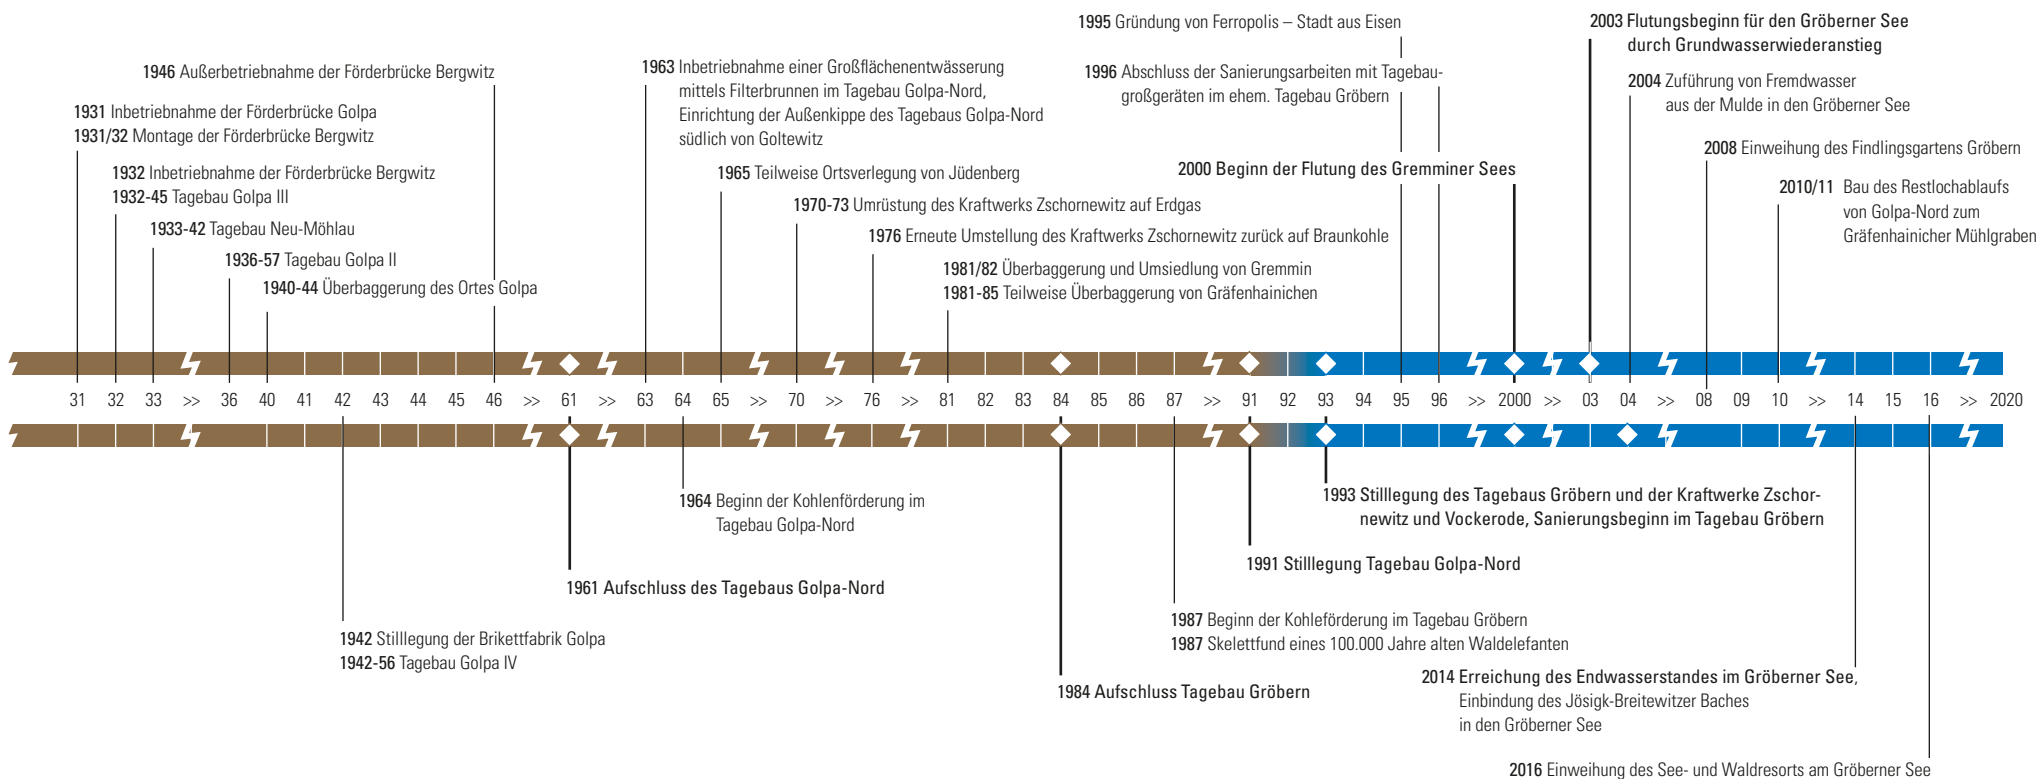 1995 Gründung von Ferropolis – Stadt aus Eisen
2003 Flutungsbeginn für den Gröberner See
durch Grundwasserwiederanstieg
1946 Außerbetriebnahme der Förderbrücke Bergwitz
1963 Inbetriebnahme einer Großflächenentwässerung
mittels Filterbrunnen im Tagebau Golpa-Nord,
Einrichtung der Außenkippe des Tagebaus Golpa-Nord
südlich von Goltewitz
1996 Abschluss der Sanierungsarbeiten mit Tagebau-
großgeräten im ehem. Tagebau Gröbern
2004 Zuführung von Fremdwasser
aus der Mulde in den Gröberner See
1931 Inbetriebnahme der Förderbrücke Golpa
1931/32 Montage der Förderbrücke Bergwitz
1932 Inbetriebnahme der Förderbrücke Bergwitz
1932-45 Tagebau Golpa III
1965 Teilweise Ortsverlegung von Jüdenberg
2000 Beginn der Flutung des Gremminer Sees
2008 Einweihung des Findlingsgartens Gröbern
2010/11 Bau des Restlochablaufs
von Golpa-Nord zum
Gräfenhainicher Mühlgraben
1933-42 Tagebau Neu-Möhlau
1970-73 Umrüstung des Kraftwerks Zschornewitz auf Erdgas
1976 Erneute Umstellung des Kraftwerks Zschornewitz zurück auf Braunkohle
1936-57 Tagebau Golpa II
1940-44 Überbaggerung des Ortes Golpa
1981/82 Überbaggerung und Umsiedlung von Gremmin
1981-85 Teilweise Überbaggerung von Gräfenhainichen
31 32 33 >> 36 40 41 42 43 44 45 46 >> 61 >> 63 64 65 >> 70 >> 76 >> 81 82 83 84 85 86 87 >> 91 92 93 94 95 96 >> 2000 >> 03 04 >> 08 09 10 >> 14 15 16 >> 2020
1964 Beginn der Kohlenförderung im
Tagebau Golpa-Nord
1993 Stilllegung des Tagebaus Gröbern und der Kraftwerke Zschor-
newitz und Vockerode, Sanierungsbeginn im Tagebau Gröbern
1991 Stilllegung Tagebau Golpa-Nord
1961 Aufschluss des Tagebaus Golpa-Nord
1942 Stilllegung der Brikettfabrik Golpa
1942-56 Tagebau Golpa IV
1987 Beginn der Kohleförderung im Tagebau Gröbern
1987 Skelettfund eines 100.000 Jahre alten Waldelefanten
1984 Aufschluss Tagebau Gröbern
2014 Erreichung des Endwasserstandes im Gröberner See,
Einbindung des Jösigk-Breitewitzer Baches
in den Gröberner See
2016 Einweihung des See- und Waldresorts am Gröberner See